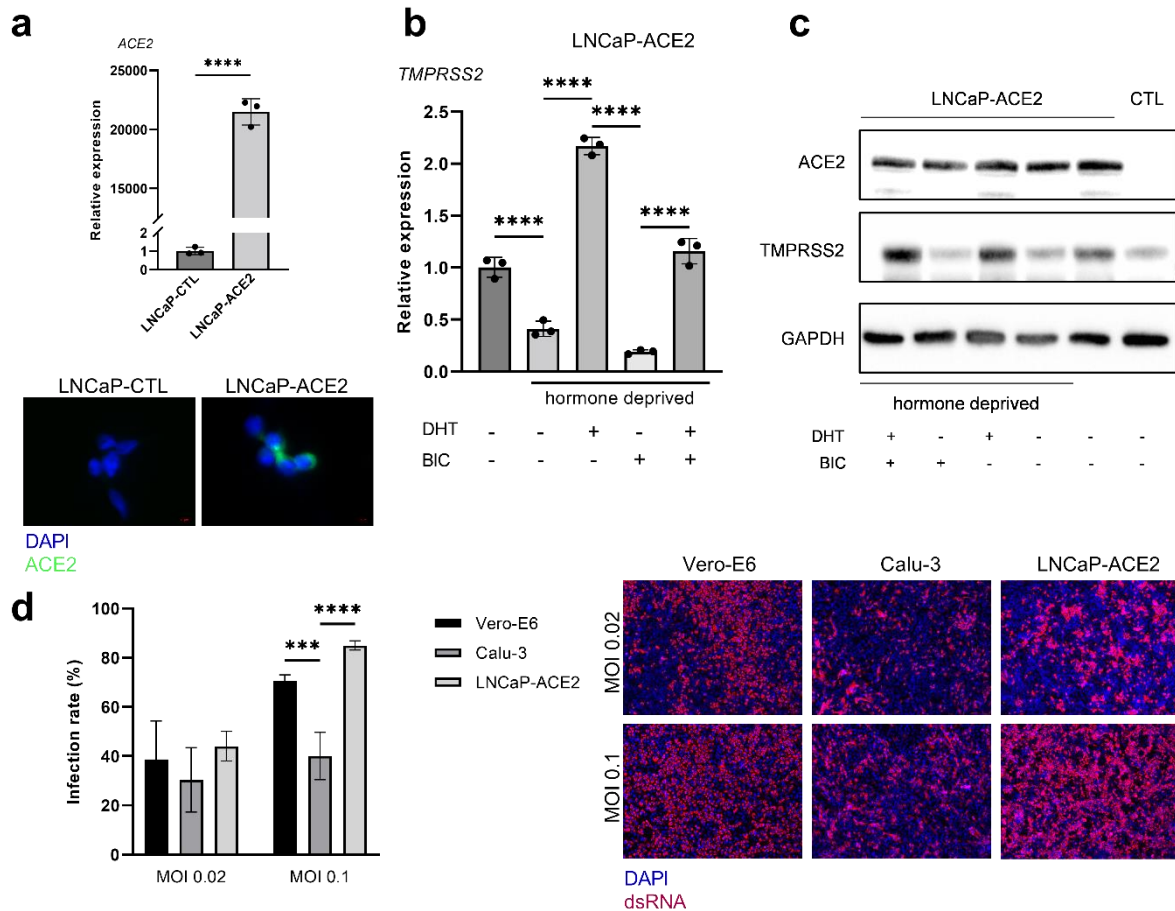 a
ACE2
****
25000
20000
15000
2
1
0
Relative expression
LNCaP-CTL
LNCaP-ACE2
LNCaP-CTL LNCaP-ACE2
DAPI
ACE2
b
LNCaP-ACE2
TMPRSS2
****
****
****
****
2.5
2.0
1.5
1.0
0.5
0.0
Relative expression
hormone deprived
DHT - - + - +
BIC - - - + +
c
LNCaP-ACE2 CTL
ACE2
TMPRSS2
GAPDH
hormone deprived
DHT + - + - - -
BIC + + - - - -
d
100
80
60
40
20
0
Infection rate (%)
*** ****
MOI 0.02 MOI 0.1
Vero-E6
Calu-3
LNCaP-ACE2
Vero-E6 Calu-3 LNCaP-ACE2
MOI 0.02
MOI 0.1
DAPI
dsRNA